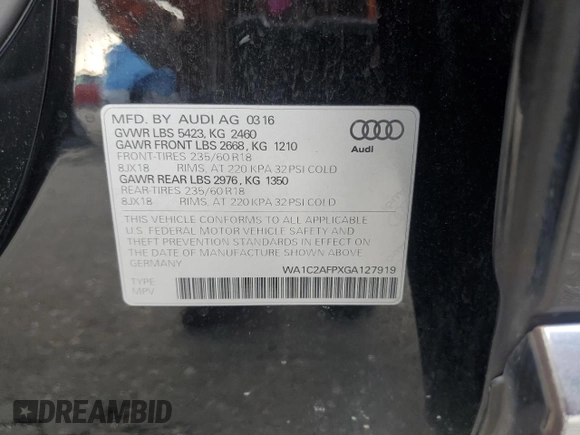 MFD. BY AUDI AG 03 16
GVWR LBS 5423, KG 2460
GAWR FRONT LBS 2668, KG 1210
FRONT-TIRES 235/60 R18
8JX18 RIMS, AT 220 KPA 32 PSI COLD
GAWR REAR LBS 2976, KG 1350
REAR-TIRES 235/60 R18
8JX18 RIMS, AT 220 KPA 32 PSI COLD
Audi
THIS VEHICLE CONFORMS TO ALL APPLICABLE
U.S. FEDERAL MOTOR VEHICLE SAFETY AND
THEFT PREVENTION STANDARDS IN EFFECT ON
THE DATE OF MANUFACTURE SHOWN ABOVE
GERMANY
WA1C2AFPXGA127919
TYPE:
MPV
DREAMBID